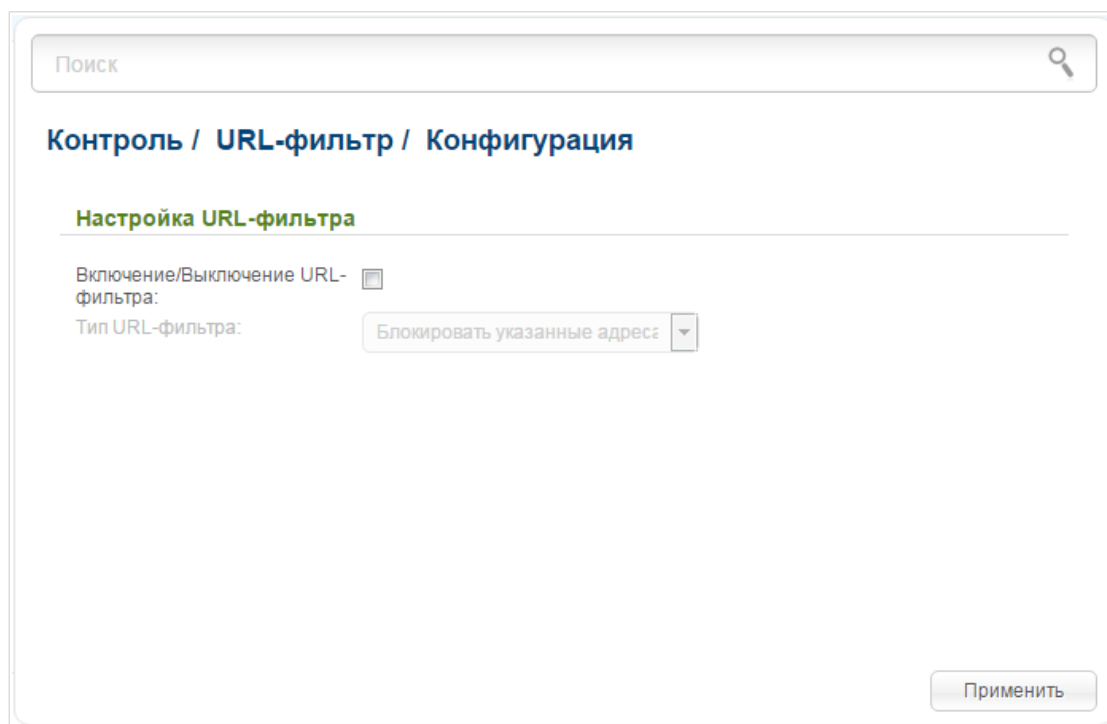 Поиск
Контроль / URL-фильтр / Конфигурация
Настройка URL-фильтра
Включение/Выключение URL-
фильтра:
Тип URL-фильтра:
Блокировать указанные адреса
Применить